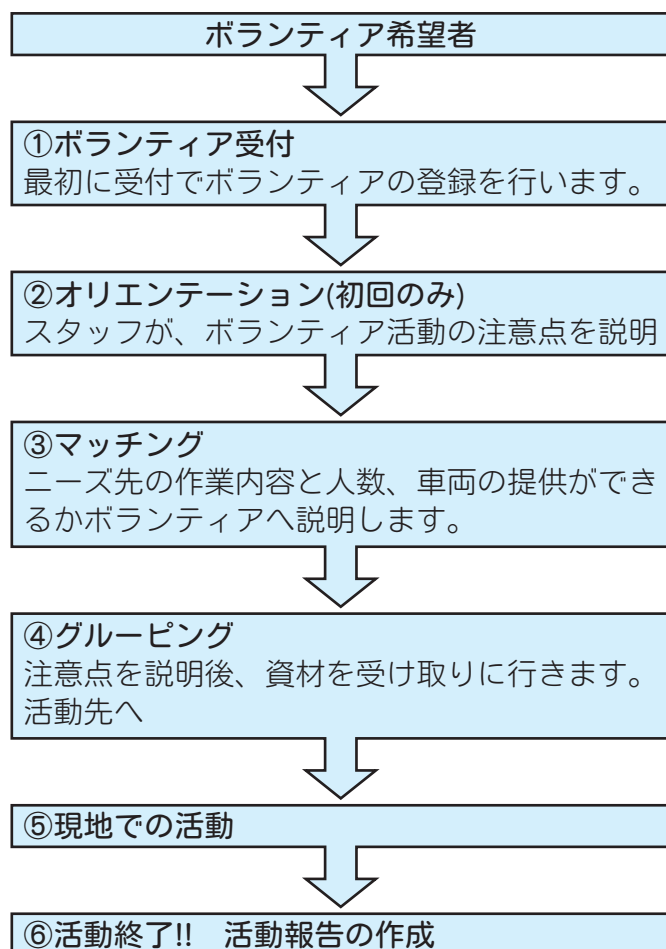 ボランティア希望者
①ボランティア受付
最初に受付でボランティアの登録を行います。
②オリエンテーション(初回のみ)
スタッフが、ボランティア活動の注意点を説明
③マッチング
ニーズ先の作業内容と人数、車両の提供ができ
るかボランティアへ説明します。
④グルーピング
注意点を説明後、資材を受け取りに行きます。
活動先へ
⑤現地での活動
⑥活動終了!!　活動報告の作成